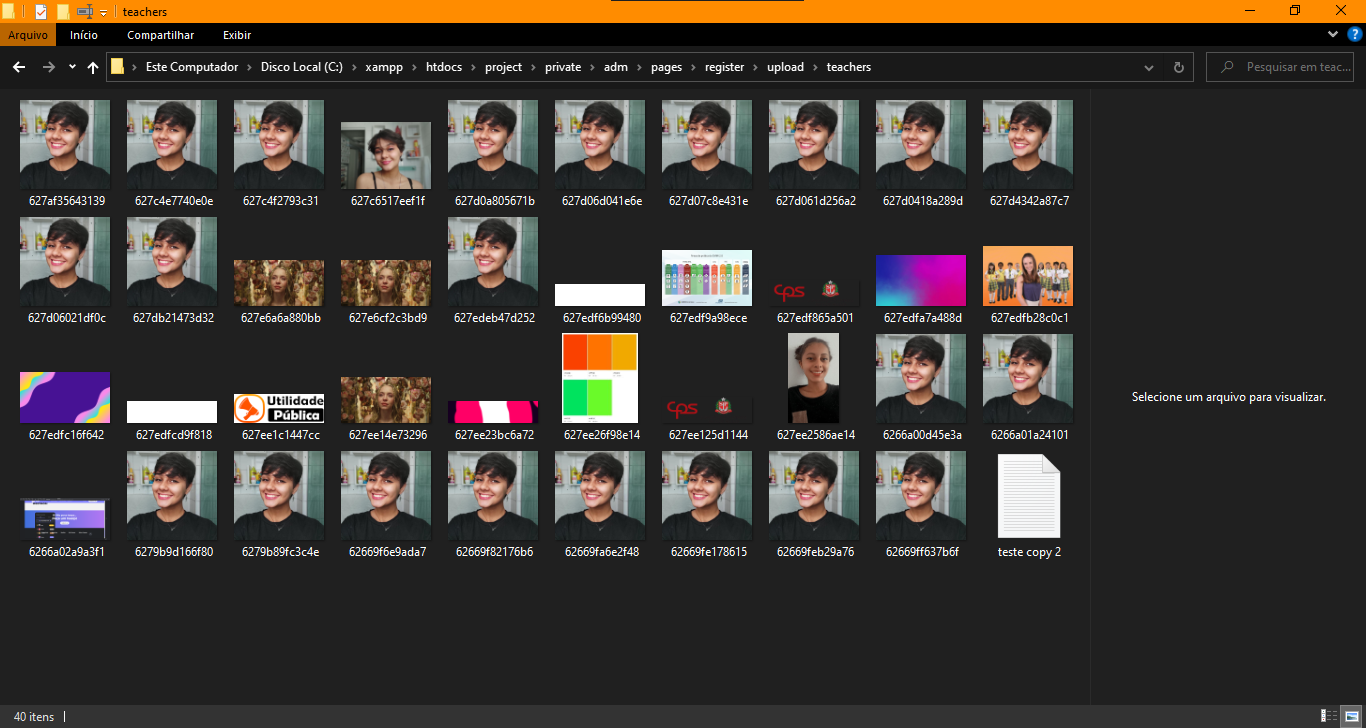 teachers
Arquivo Início Compartilhar Exibir
Este Computador Disco Local (C:) xampp htdocs project private adm pages register upload teachers
Pesquisar em teac...
627af35643139 627c4e7740e0e 627c4f2793c31 627c6517eef1f 627d0a805671b 627d06d041e6e 627d07c8e431e 627d061d256a2 627d0418a289d 627d4342a87c7
627d06021df0c 627db21473d32 627e6a6a880bb 627e6cf2c3bd9 627edeb47d252 627edf6b99480 627edf9a98ece 627edf865a501 627edfa7a488d 627edfb28c0c1
cps
Utilidade
Pública
cps
627edfc16f642 627edfcd9f818 627ee1c1447cc 627ee14e73296 627ee23bc6a72 627ee26f98e14 627ee125d1144 627ee2586ae14 6266a00d45e3a 6266a01a24101
Selecione um arquivo para visualizar.
6266a02a9a3f1 6279b9d166f80 6279b89fc3c4e 62669f6e9ada7 62669f82176b6 62669fa6e2f48 62669fe178615 62669feb29a76 62669ff637b6f teste copy 2
40 itens